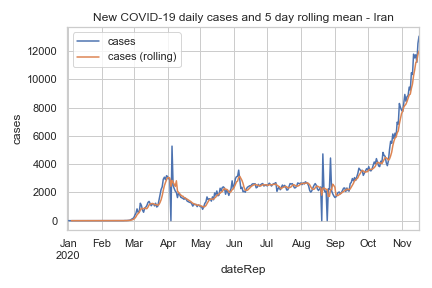 New COVID-19 daily cases and 5 day rolling mean - Iran
cases
cases (rolling)
12000
10000
8000
6000
4000
2000
0
cases
Jan Feb Mar Apr May Jun Jul Aug Sep Oct Nov
2020
dateRep